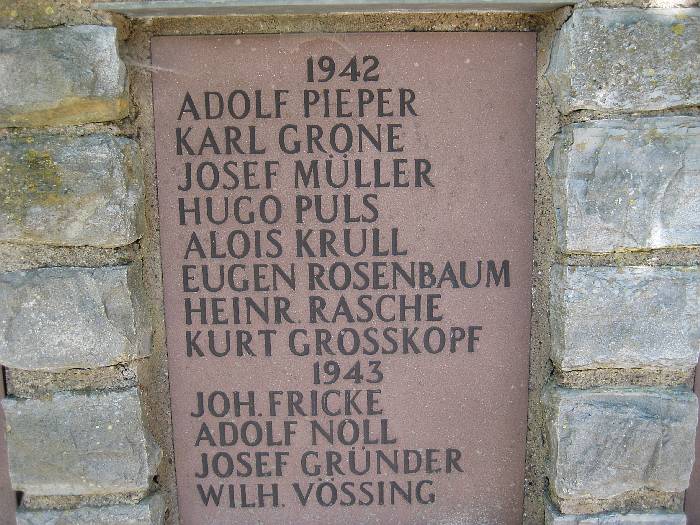 1942
ADOLF PIEPER
KARL GRONE
JOSEF MÜLLER
HUGO PULS
ALOIS KRULL
EUGEN ROSENBAUM
HEINR. RASCHE
KURT GROSSKOPF
1943
JOH. FRICKE
ADOLF NOLL
JOSEF GRÜNDER
WILH. VÖSSING